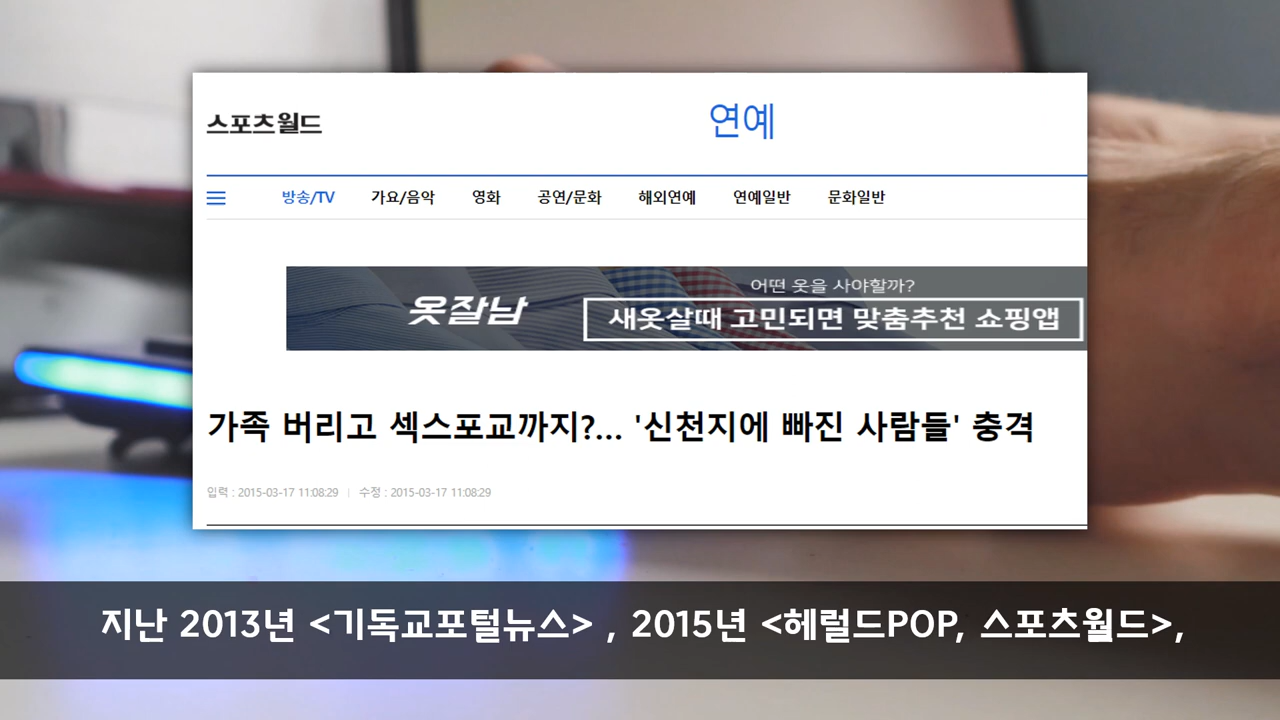 스포츠월드
연예
방송/TV 가요/음악 영화 공연/문화 해외연예 연예일반 문화일반
옷잘남
어떤 옷을 사야할까?
새옷살때 고민되면 맞춤추천 쇼핑앱
가족 버리고 섹스포교까지?... '신천지에 빠진 사람들' 충격
입력 : 2015-03-17 11:08:29 | 수정 : 2015-03-17 11:08:29
지난 2013년 <기독교포털뉴스> , 2015년 <헤럴드POP, 스포츠월드>,